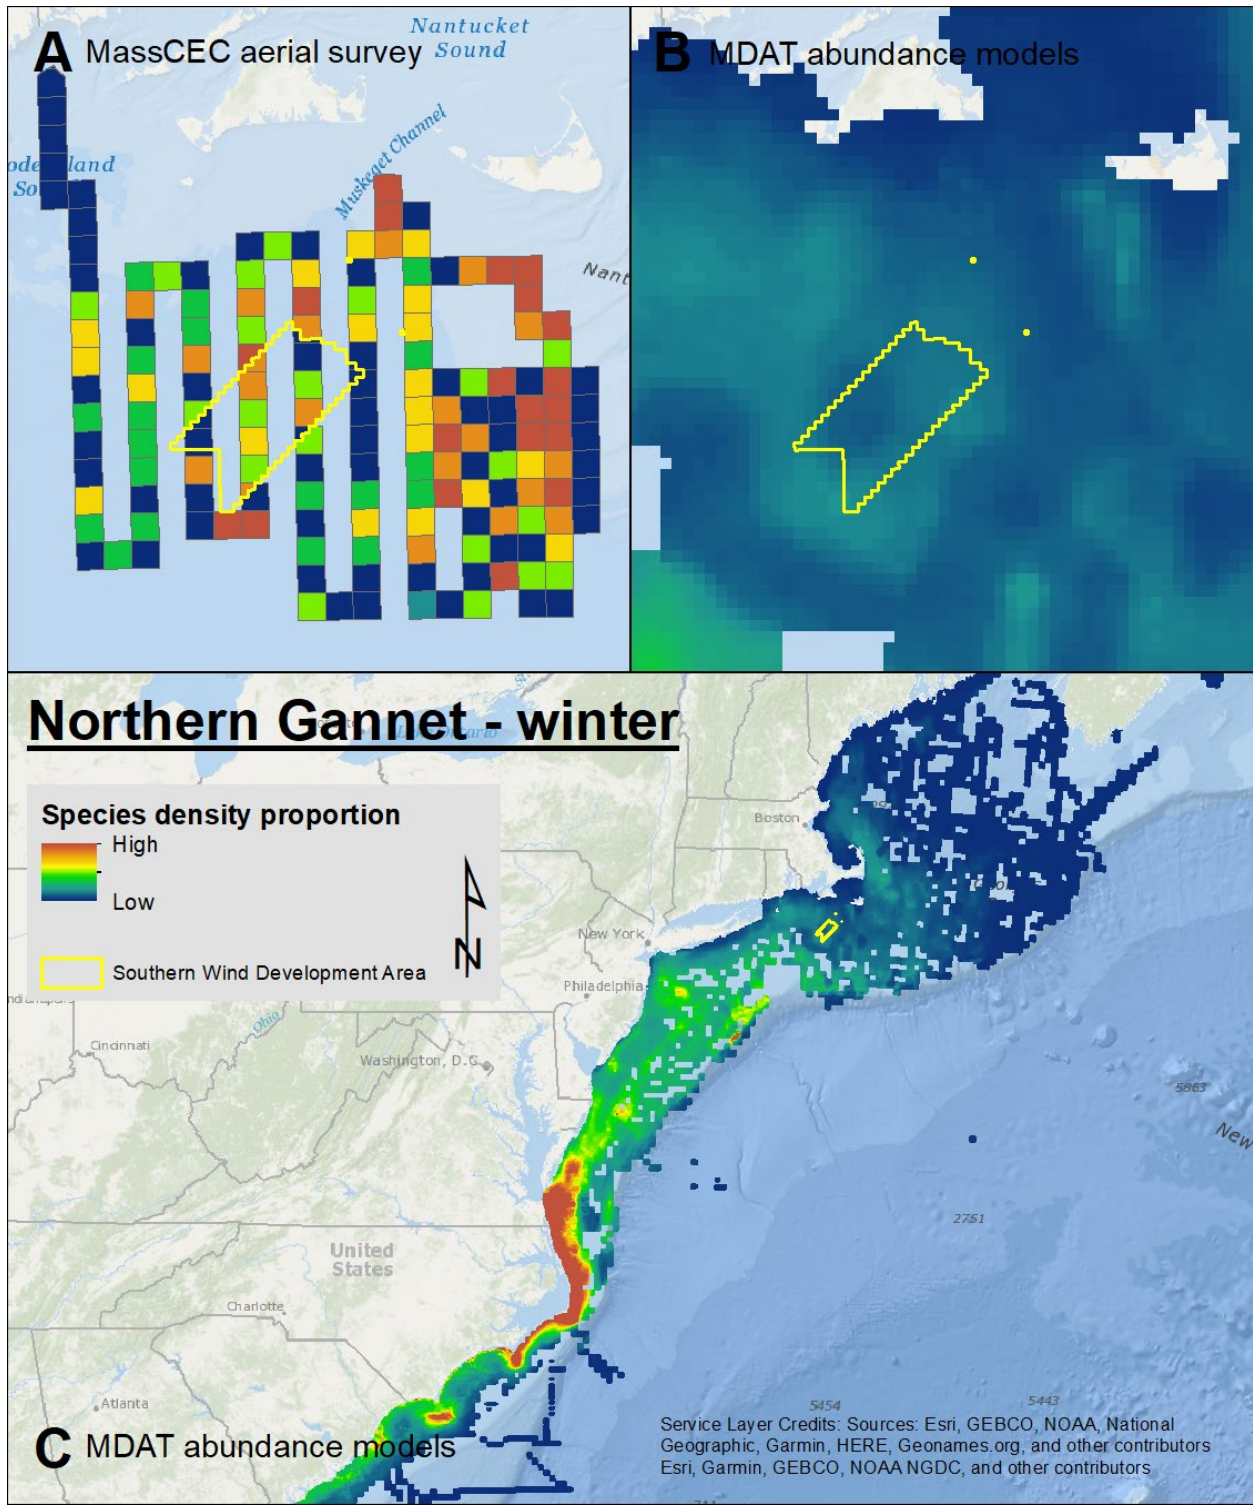 A MassCEC aerial survey
Nantucket
Sound
Muskeget Channel
B MDAT abundance models
Northern Gannet - winter
Species density proportion
High
Low
N
Southern Wind Development Area
Boston
New York
Philadelphia
Ohio
Cincinnati
Washington, D.C
5863
New
2751
United
States
Charlotte
Atlanta
5454
5443
C MDAT abundance models
Service Layer Credits: Sources: Esri, GEBCO, NOAA, National
Geographic, Garmin, HERE, Geonames.org, and other contributors
Esri, Garmin, GEBCO, NOAA NGDC, and other contributors